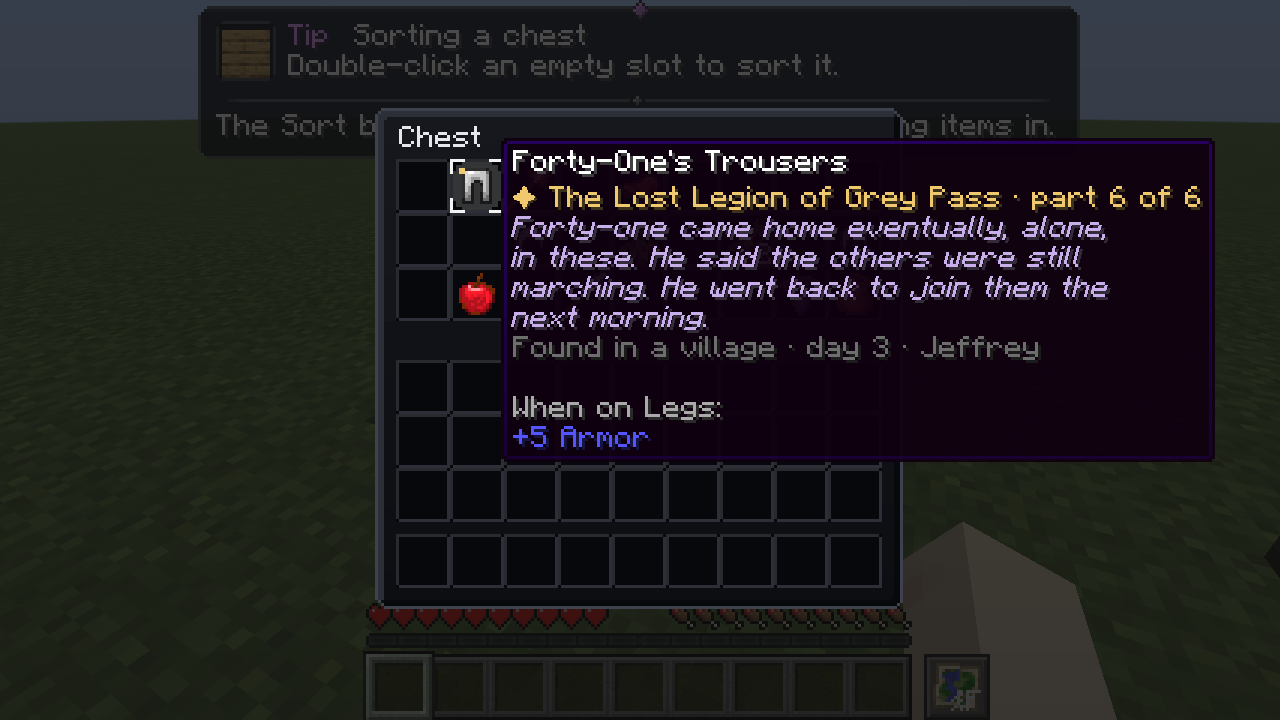 Tip Sorting a chest
Double-click an empty slot to sort it.
The Sort b
ng items in.
Chest
Forty-One's Trousers
✦ The Lost Legion of Grey Pass · part 6 of 6
Forty-one came home eventually, alone,
in these. He said the others were still
marching. He went back to join them the
next morning.
Found in a village · day 3 · Jeffrey
When on Legs:
+5 Armor